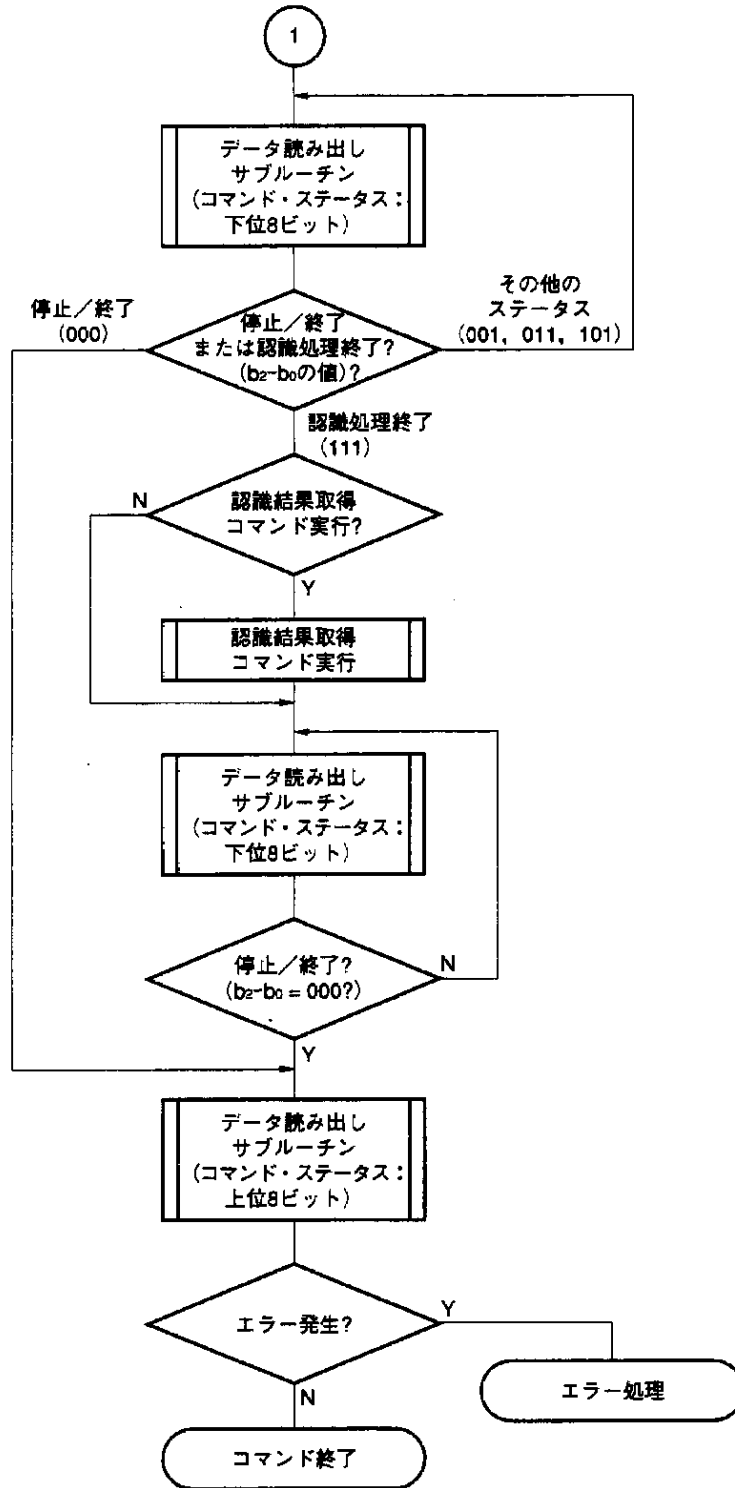 1
データ読み出し
サブルーチン
(コマンド・ステータス：
下位8ビット)
停止／終了
(000)
停止／終了
または認識処理終了?
(b₂-b₀の値)?
その他の
ステータス
(001, 011, 101)
認識処理終了
(111)
N
認識結果取得
コマンド実行?
Y
認識結果取得
コマンド実行
データ読み出し
サブルーチン
(コマンド・ステータス：
下位8ビット)
停止／終了?
(b₂-b₀ = 000?)
N
Y
データ読み出し
サブルーチン
(コマンド・ステータス：
上位8ビット)
エラー発生?
Y
エラー処理
N
コマンド終了